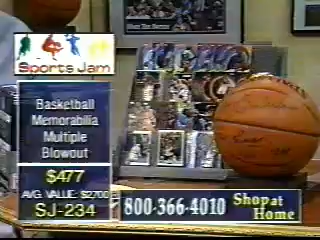 Sports Jam
Basketball
Memorabilia
Multiple
Blowout
$477
AVG. VALUE: $2700
SJ-234
800-366-4010
Shop at
Home